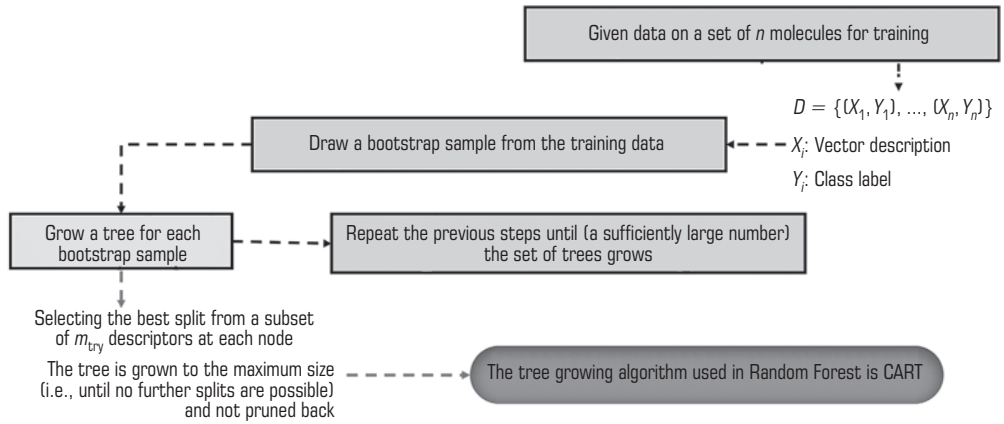 Given data on a set of n molecules for training
D = {(X₁, Y₁), ..., (Xₙ, Yₙ)}
Draw a bootstrap sample from the training data
Xᵢ: Vector description
Yᵢ: Class label
Grow a tree for each
bootstrap sample
Repeat the previous steps until (a sufficiently large number)
the set of trees grows
Selecting the best split from a subset
of m_try descriptors at each node
The tree is grown to the maximum size
(i.e., until no further splits are possible)
and not pruned back
The tree growing algorithm used in Random Forest is CART